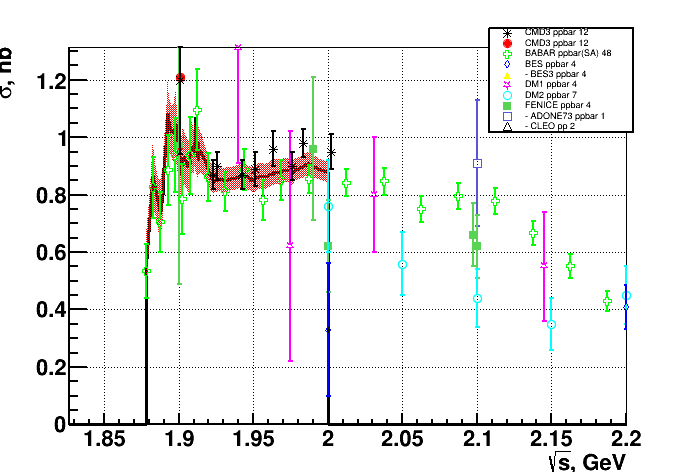 CMD3 ppbar 12
CMD3 ppbar 12
BABAR ppbar(SA) 48
BES ppbar 4
- BES3 ppbar 4
DM1 ppbar 4
DM2 ppbar 7
FENICE ppbar 4
- ADONE73 ppbar 1
- CLEO pp 2
σ, nb
1.2
1
0.8
0.6
0.4
0.2
0
1.85 1.9 1.95 2 2.05 2.1 2.15 2.2
√s, GeV